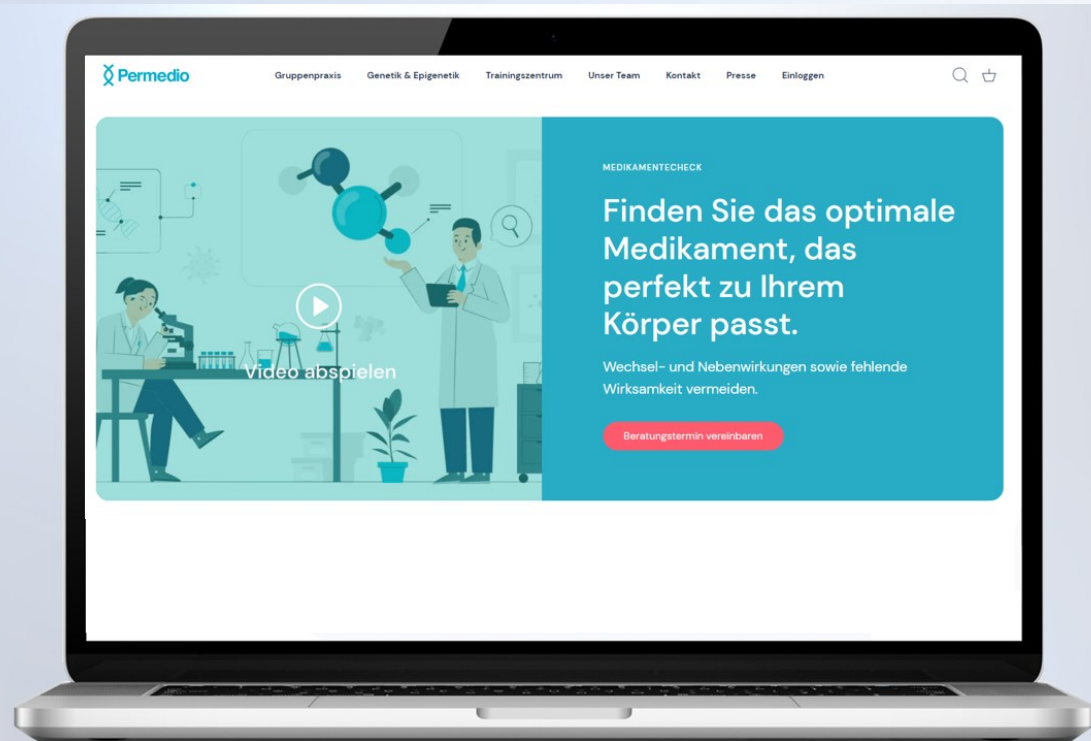 Permedio
Gruppenpraxis
Genetik & Epigenetik
Trainingszentrum
Unser Team
Kontakt
Presse
Einloggen
Video abspielen
MEDIKAMENTECHECK
Finden Sie das optimale
Medikament, das
perfekt zu Ihrem
Körper passt.
Wechsel- und Nebenwirkungen sowie fehlende
Wirksamkeit vermeiden.
Beratungstermin vereinbaren